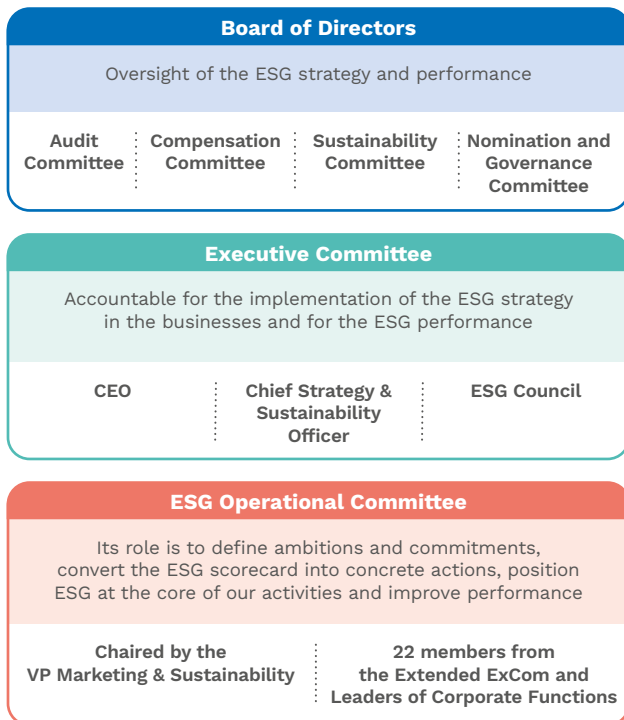 Board of Directors
Oversight of the ESG strategy and performance
Audit
Committee
Compensation
Committee
Sustainability
Committee
Nomination and
Governance
Committee
Executive Committee
Accountable for the implementation of the ESG strategy
in the businesses and for the ESG performance
CEO
Chief Strategy &
Sustainability
Officer
ESG Council
ESG Operational Committee
Its role is to define ambitions and commitments,
convert the ESG scorecard into concrete actions, position
ESG at the core of our activities and improve performance
Chaired by the
VP Marketing & Sustainability
22 members from
the Extended ExCom and
Leaders of Corporate Functions